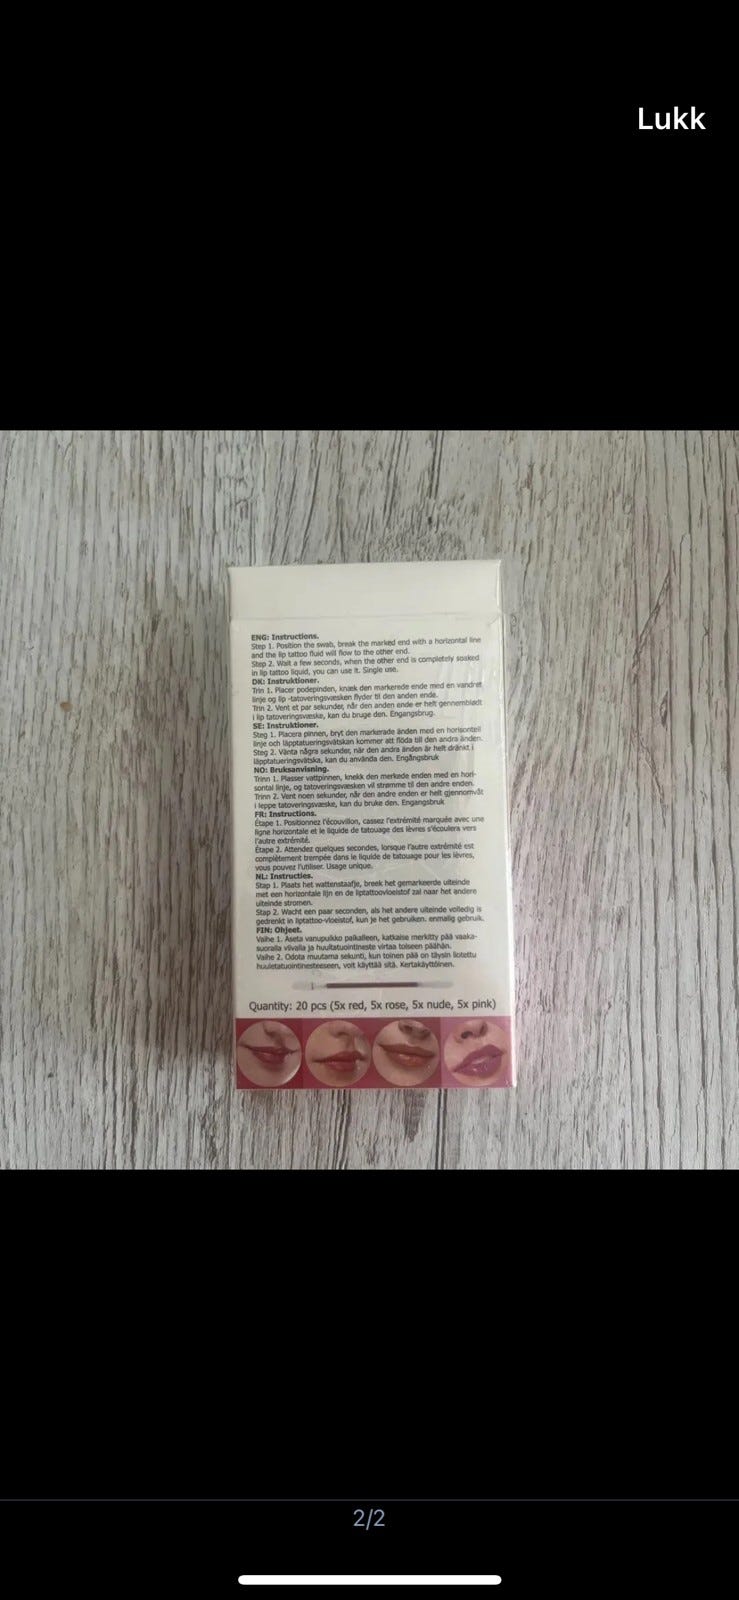 Lukk
ENG: Instructions.
Step 1. Position the swab, break the marked end with a horizontal line
and the lip tattoo fluid will flow to the other end.
Step 2. Wait a few seconds, when the other end is completely soaked
in lip tattoo liquid, you can use it. Single use.
DK: Instruktioner.
Trin 1. Placer podepinden, knæk den markerede ende med en vandret
linje og lip -tatoveringsvæsken flyder til den anden ende.
Trin 2. Vent et par sekunder, når den anden ende er helt gennemblødt
i lip tatoveringsvæske, kan du bruge den. Engangsbrug.
SE: Instruktioner.
Steg 1. Placera pinnen, bryt den markerade änden med en horisontell
linje och läpptatueringsvätskan kommer att flöda till den andra änden.
Steg 2. Vänta några sekunder, när den andra änden är helt dränkt i
läpptatueringsvätska, kan du använda den. Engångsbruk
NO: Bruksanvisning.
Trinn 1. Plasser vattpinnen, knekk den merkede enden med en hori-
sontal linje, og tatoveringsvæsken vil strømme til den andre enden.
Trinn 2. Vent noen sekunder, når den andre enden er helt gjennomvåt
i leppe tatoveringsvæske, kan du bruke den. Engangsbruk
FR: Instructions.
Étape 1. Positionnez l'écouvillon, cassez l'extrémité marquée avec une
ligne horizontale et le liquide de tatouage des lèvres s'écoulera vers
l'autre extrémité.
Étape 2. Attendez quelques secondes, lorsque l'autre extrémité est
complètement trempée dans le liquide de tatouage pour les lèvres,
vous pouvez l'utiliser. Usage unique.
NL: Instructies.
Stap 1. Plaats het wattenstaafje, breek het gemarkeerde uiteinde
met een horizontale lijn en de liptattoovloeistof zal naar het andere
uiteinde stromen.
Stap 2. Wacht een paar seconden, als het andere uiteinde volledig is
gedrenkt in liptattoo-vloeistof, kun je het gebruiken. enmalig gebruik.
FIN: Ohjeet.
Vaihe 1. Aseta vanupuikko paikalleen, katkaise merkitty pää vaaka-
suoralla viivalla ja huultatuointineste virtaa toiseen päähän.
Vaihe 2. Odota muutama sekunti, kun toinen pää on täysin liotettu
huuletatuointinesteeseen, voit käyttää sitä. Kertakäyttöinen.
Quantity: 20 pcs (5x red, 5x rose, 5x nude, 5x pink)
2/2